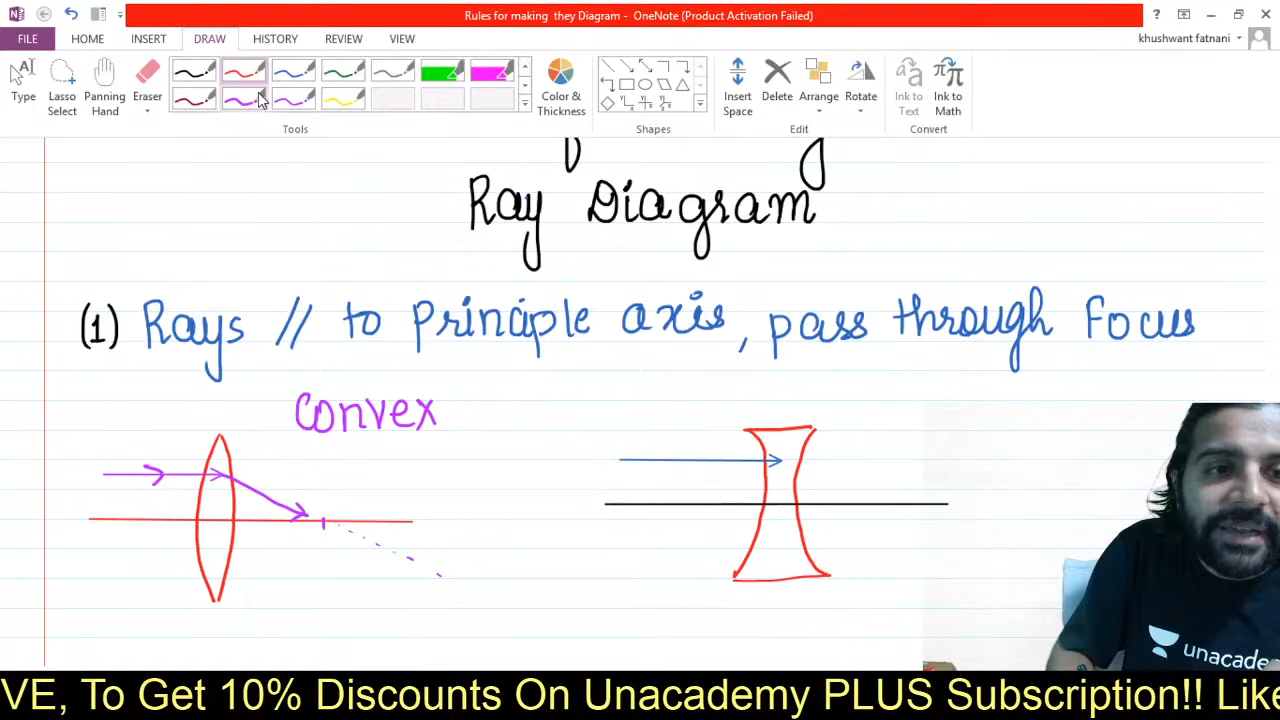 Rules for making they Diagram - OneNote (Product Activation Failed)
?
FILE HOME INSERT DRAW HISTORY REVIEW VIEW
khushwant fatnani
Type
Lasso Select
Panning Hand
Eraser
Color & Thickness
Insert Space
Delete
Arrange
Rotate
Ink to Text
Ink to Math
Tools
Shapes
Edit
Convert
Ray Diagram
(1) Rays // to Principle axis, pass through Focus
Convex
unacade
VE, To Get 10% Discounts On Unacademy PLUS Subscription!! Like